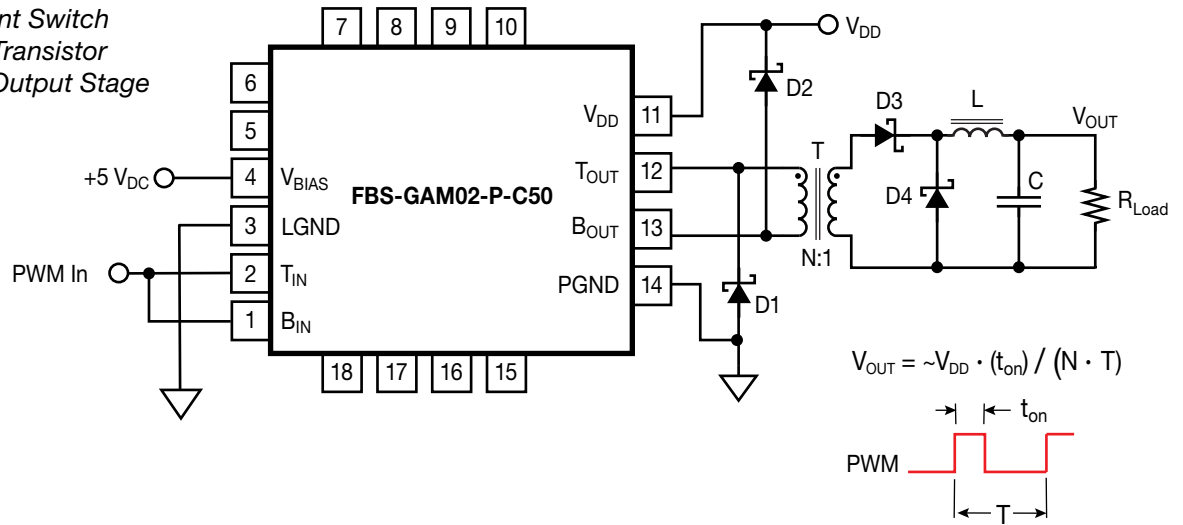 nt Switch
Transistor
Output Stage
7 8 9 10
6
5
4
3
2
1
18 17 16 15
11
12
13
14
+5 VDC
PWM In
VBIAS
LGND
TIN
BIN
FBS-GAM02-P-C50
VDD
TOUT
BOUT
PGND
VDD
D2
D1
T
N:1
D3
D4
L
C
VOUT
RLoad
VOUT = ~VDD · (ton) / (N · T)
ton
PWM
T